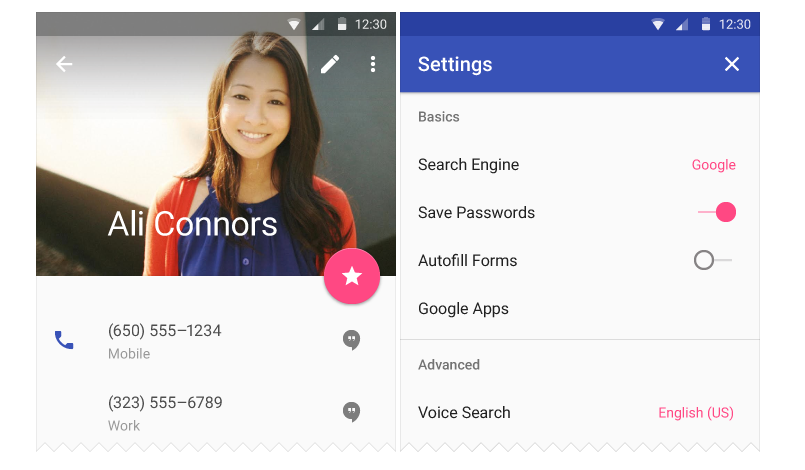 12:30
Ali Connors
(650) 555–1234
Mobile
(323) 555–6789
Work
12:30
Settings
Basics
Search Engine Google
Save Passwords
Autofill Forms
Google Apps
Advanced
Voice Search English (US)